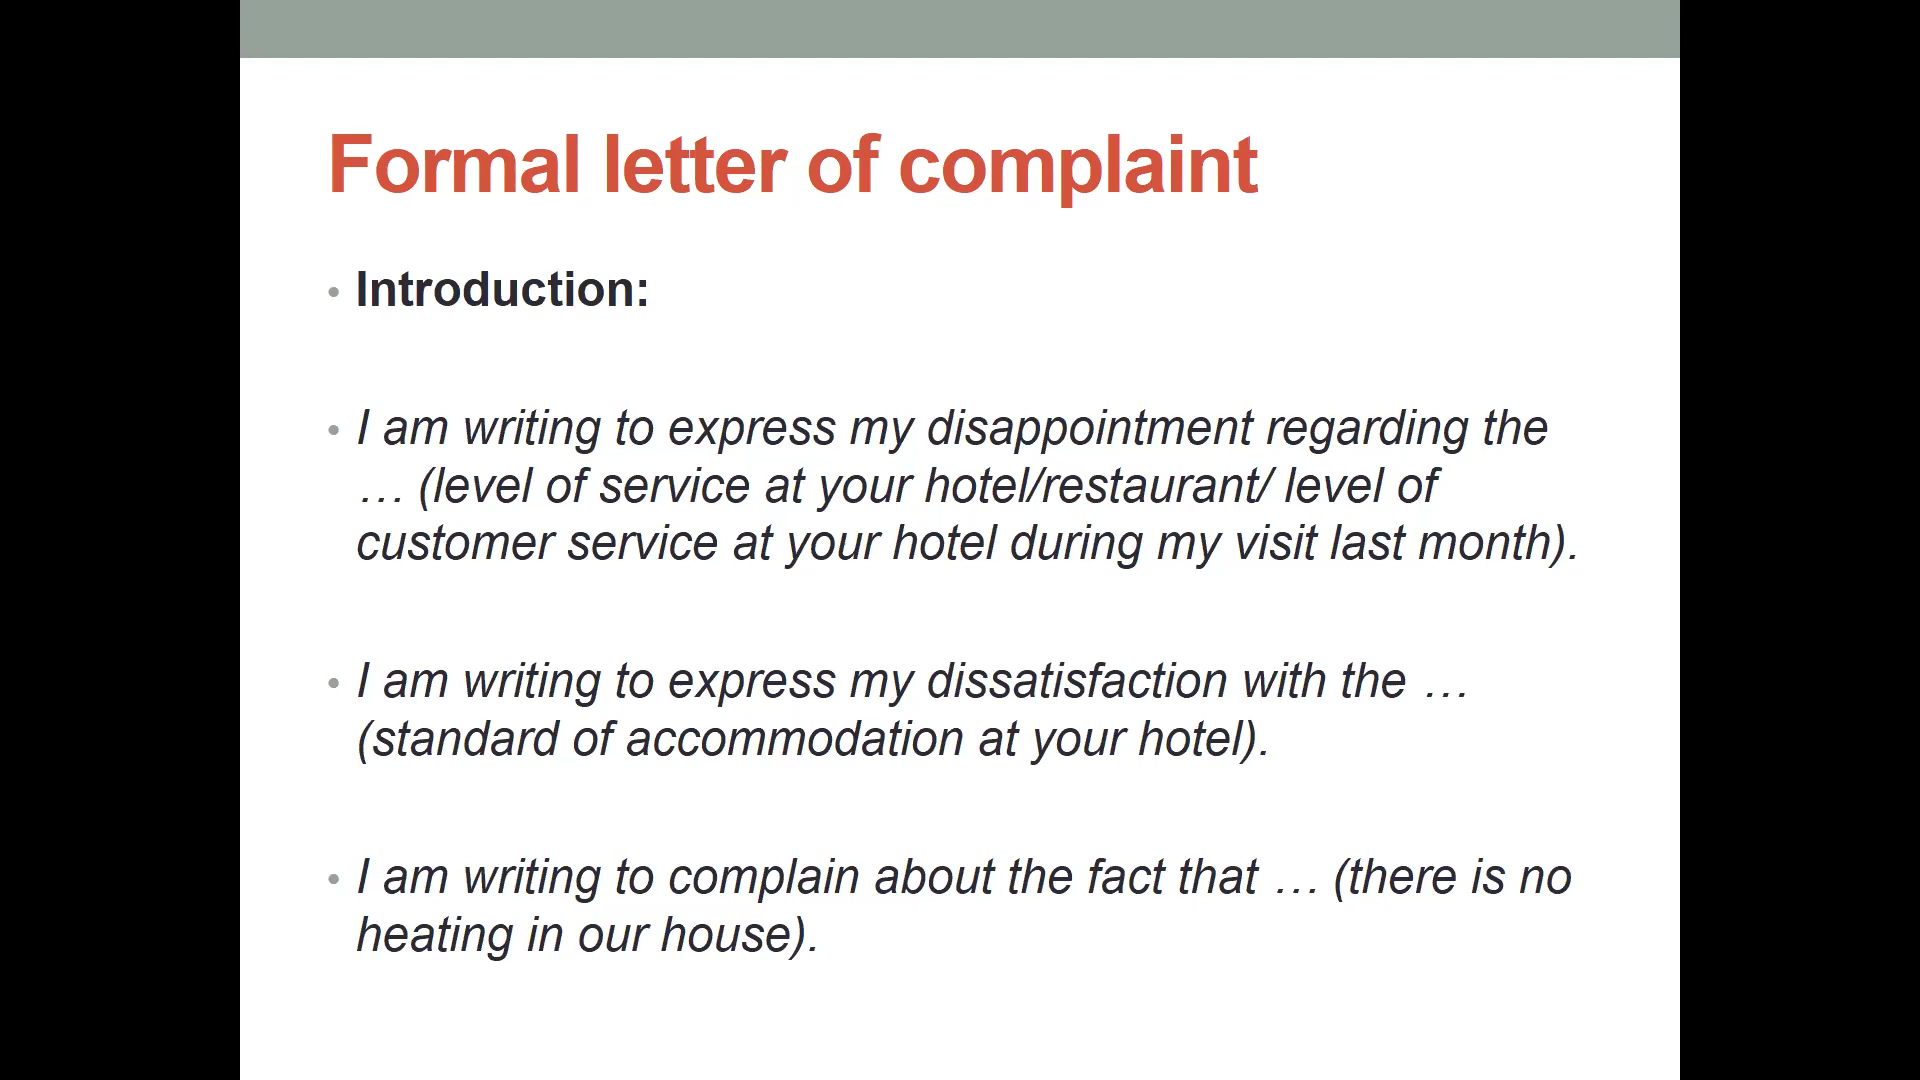 Formal letter of complaint
• Introduction:
• I am writing to express my disappointment regarding the
… (level of service at your hotel/restaurant/ level of
customer service at your hotel during my visit last month).
• I am writing to express my dissatisfaction with the …
(standard of accommodation at your hotel).
• I am writing to complain about the fact that … (there is no
heating in our house).